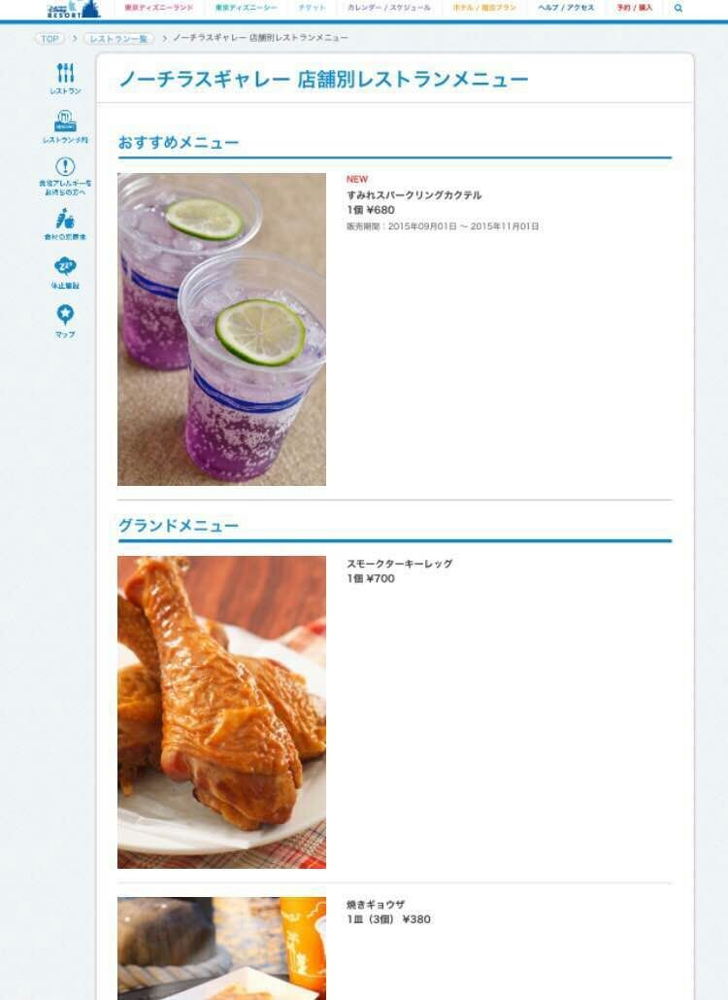 RESORT
東京ディズニーランド
東京ディズニーシー
チケット
カレンダー / スケジュール
ホテル / 宿泊プラン
ヘルプ / アクセス
予約 / 購入
TOP > レストラン一覧 > ノーチラスギャレー 店舗別レストランメニュー
レストラン
レストラン予約
食物アレルギーを
お持ちの方へ
食材の原産地
休止施設
マップ
ノーチラスギャレー 店舗別レストランメニュー
おすすめメニュー
NEW
すみれスパークリングカクテル
1個 ¥680
販売期間：2015年09月01日 ～ 2015年11月01日
グランドメニュー
スモークターキーレッグ
1個 ¥700
焼きギョウザ
1皿（3個） ¥380